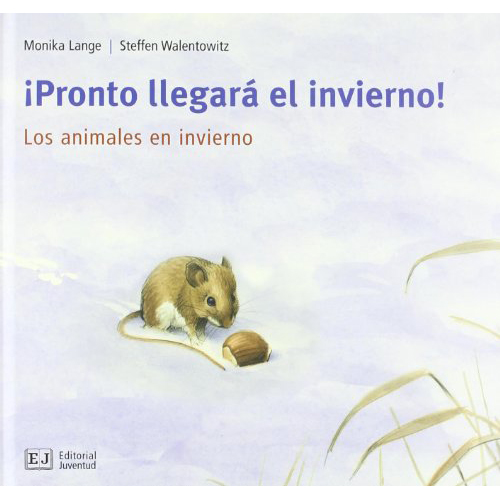 Monika Lange | Steffen Walentowitz
¡Pronto llegará el invierno!
Los animales en invierno
EJ Editorial
Juventud